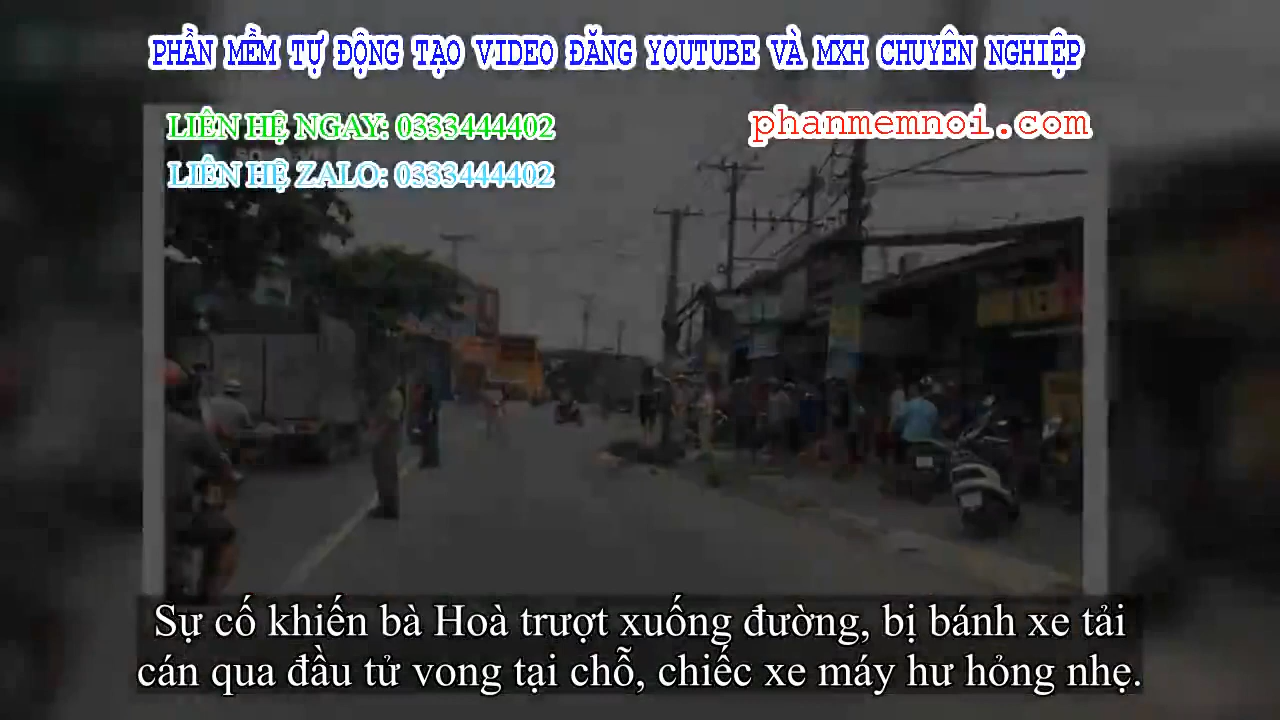 PHẦN MỀM TỰ ĐỘNG TẠO VIDEO ĐĂNG YOUTUBE VÀ MXH CHUYÊN NGHIỆP
LIÊN HỆ NGAY: 0333444402
phanmemnoi.com
LIÊN HỆ ZALO: 0333444402
Sự cố khiến bà Hoà trượt xuống đường, bị bánh xe tải
cán qua đầu tử vong tại chỗ, chiếc xe máy hư hỏng nhẹ.